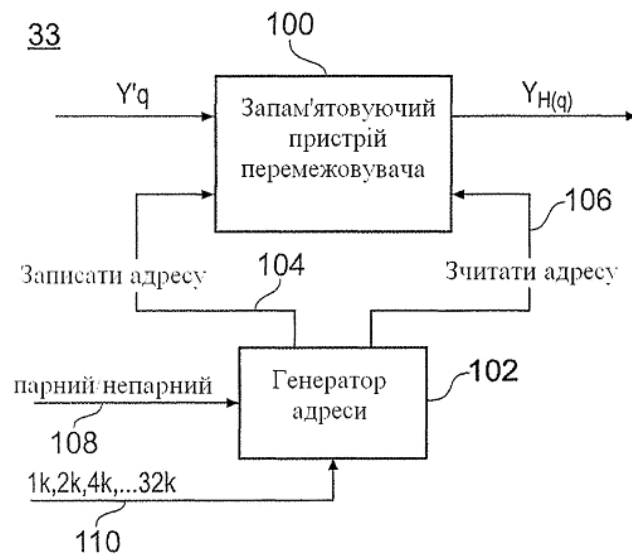 33
100
Y'q
Запам'ятовуючий
пристрій
перемежовувача
YH(q)
106
Записати адресу
104
Зчитати адресу
парний/непарний
108
Генератор
адреси
102
1k,2k,4k,...32k
110